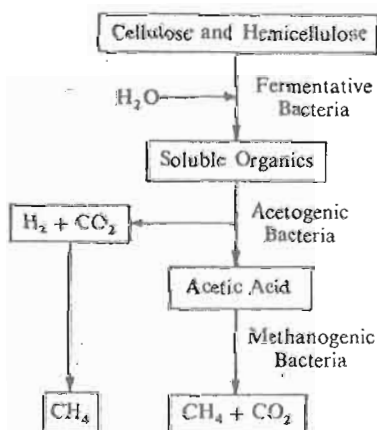 Cellulose and Hemicellulose
H₂O
Fermentative
Bacteria
Soluble Organics
Acetogenic
Bacteria
H₂ + CO₂
Acetic Acid
Methanogenic
Bacteria
CH₄
CH₄ + CO₂